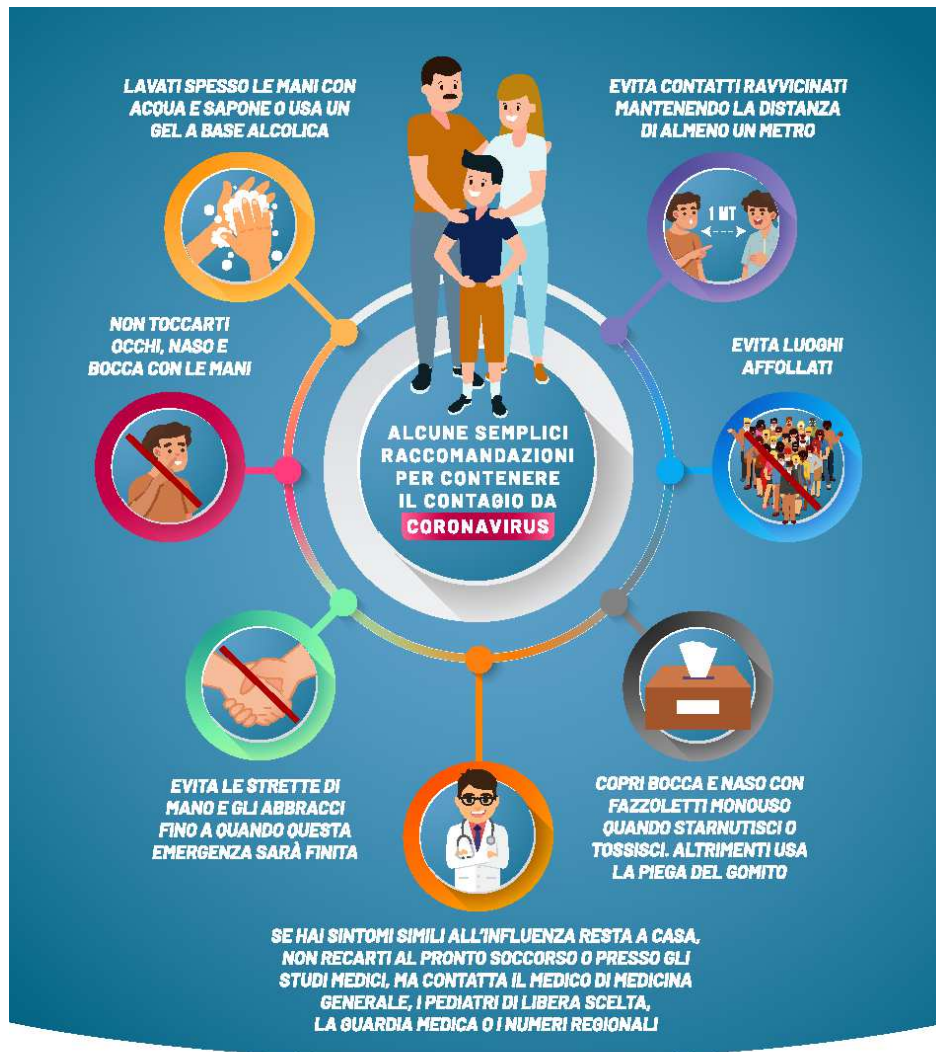 LAVATI SPESSO LE MANI CON
ACQUA E SAPONE O USA UN
GEL A BASE ALCOLICA
EVITA CONTATTI RAVVICINATI
MANTENENDO LA DISTANZA
DI ALMENO UN METRO
1 MT
NON TOCCARTI
OCCHI, NASO E
BOCCA CON LE MANI
EVITA LUOGHI
AFFOLLATI
ALCUNE SEMPLICI
RACCOMANDAZIONI
PER CONTENERE
IL CONTAGIO DA
CORONAVIRUS
EVITA LE STRETTE DI
MANO E GLI ABBRACCI
FINO A QUANDO QUESTA
EMERGENZA SARÀ FINITA
COPRI BOCCA E NASO CON
FAZZOLETTI MONOUSO
QUANDO STARNUTISCI O
TOSSISCI. ALTRIMENTI USA
LA PIEGA DEL GOMITO
SE HAI SINTOMI SIMILI ALL'INFLUENZA RESTA A CASA,
NON RECARTI AL PRONTO SOCCORSO O PRESSO GLI
STUDI MEDICI, MA CONTATTA IL MEDICO DI MEDICINA
GENERALE, I PEDIATRI DI LIBERA SCELTA,
LA GUARDIA MEDICA O I NUMERI REGIONALI